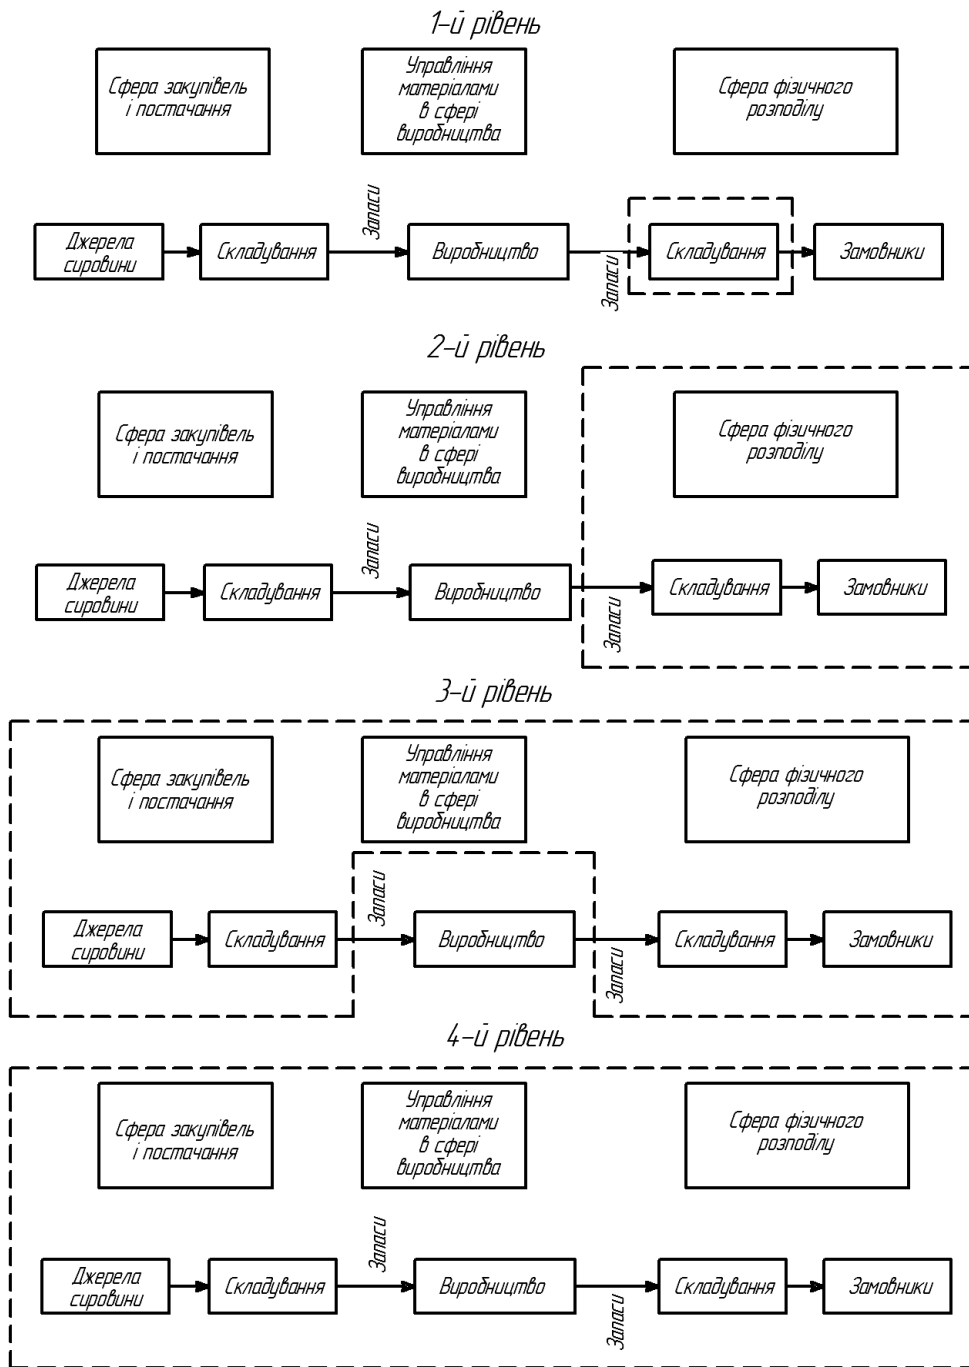 1-й рівень
Сфера закупівель
і постачання
Управління
матеріалами
в сфері
виробництва
Сфера фізичного
розподілу
Джерела
сировини
Складування
Запаси
Виробництво
Запаси
Складування
Замовники
2-й рівень
Сфера закупівель
і постачання
Управління
матеріалами
в сфері
виробництва
Сфера фізичного
розподілу
Джерела
сировини
Складування
Запаси
Виробництво
Запаси
Складування
Замовники
3-й рівень
Сфера закупівель
і постачання
Управління
матеріалами
в сфері
виробництва
Сфера фізичного
розподілу
Джерела
сировини
Складування
Запаси
Виробництво
Запаси
Складування
Замовники
4-й рівень
Сфера закупівель
і постачання
Управління
матеріалами
в сфері
виробництва
Сфера фізичного
розподілу
Джерела
сировини
Складування
Запаси
Виробництво
Запаси
Складування
Замовники